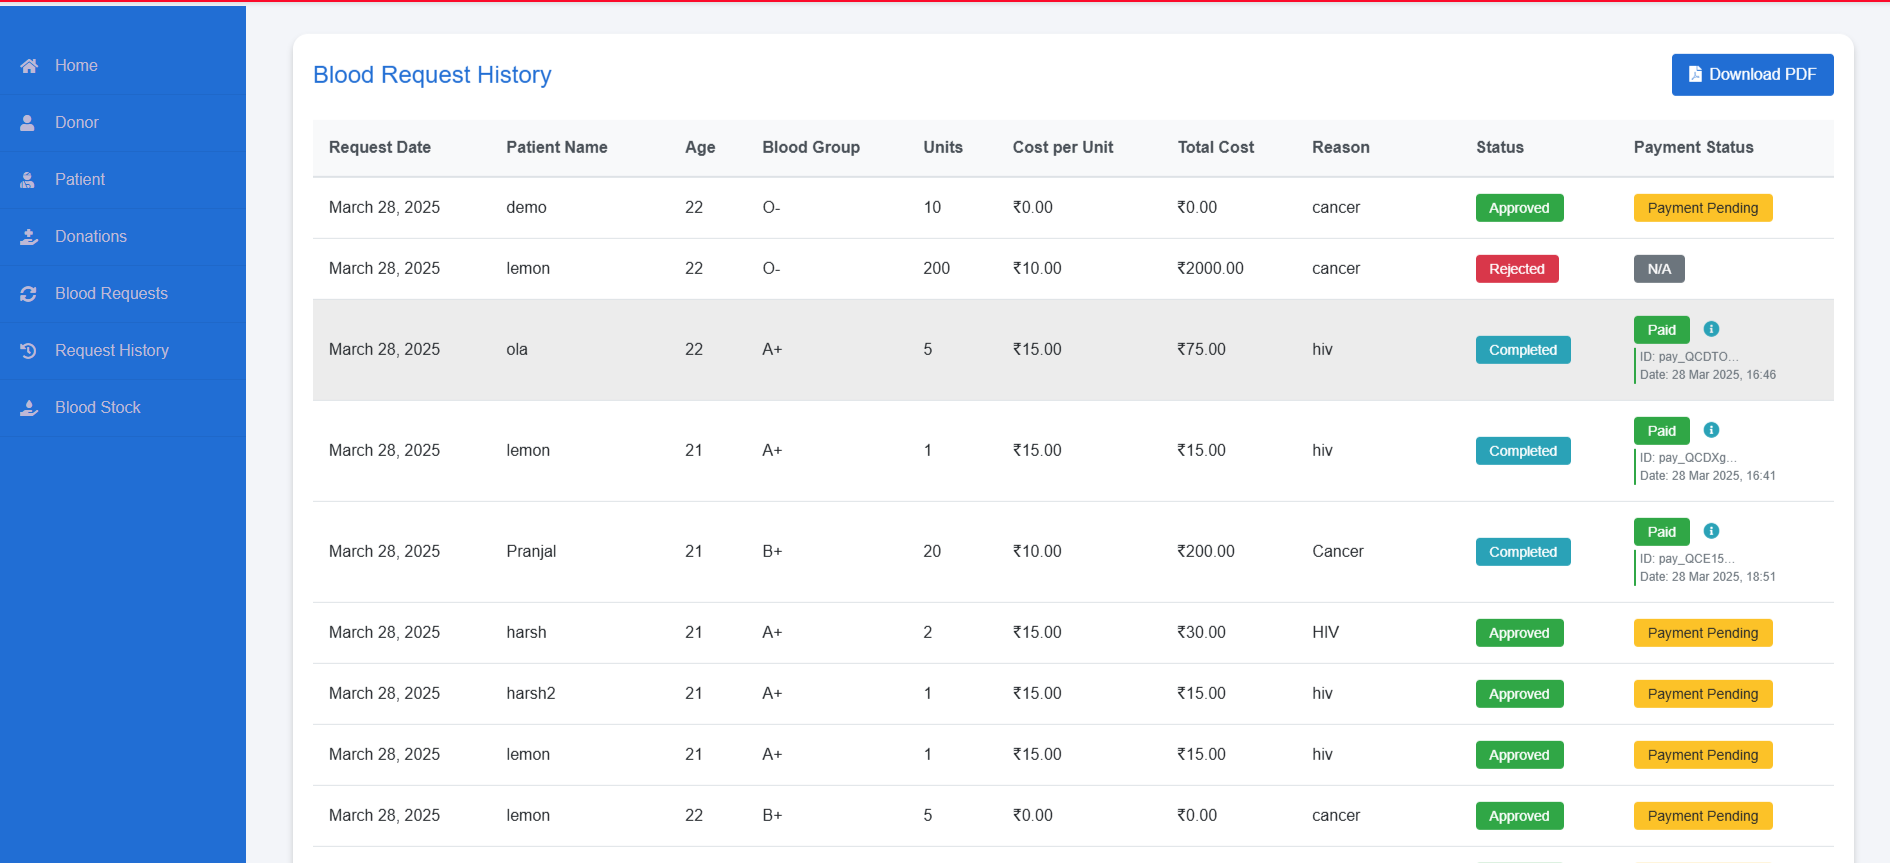 Home
Donor
Patient
Donations
Blood Requests
Request History
Blood Stock
Blood Request History
Download PDF
Request Date Patient Name Age Blood Group Units Cost per Unit Total Cost Reason Status Payment Status
March 28, 2025 demo 22 O- 10 ₹0.00 ₹0.00 cancer Approved Payment Pending
March 28, 2025 lemon 22 O- 200 ₹10.00 ₹2000.00 cancer Rejected N/A
March 28, 2025 ola 22 A+ 5 ₹15.00 ₹75.00 hiv Completed Paid
ID: pay_QCDTO...
Date: 28 Mar 2025, 16:46
March 28, 2025 lemon 21 A+ 1 ₹15.00 ₹15.00 hiv Completed Paid
ID: pay_QCDXg...
Date: 28 Mar 2025, 16:41
March 28, 2025 Pranjal 21 B+ 20 ₹10.00 ₹200.00 Cancer Completed Paid
ID: pay_QCE15...
Date: 28 Mar 2025, 18:51
March 28, 2025 harsh 21 A+ 2 ₹15.00 ₹30.00 HIV Approved Payment Pending
March 28, 2025 harsh2 21 A+ 1 ₹15.00 ₹15.00 hiv Approved Payment Pending
March 28, 2025 lemon 21 A+ 1 ₹15.00 ₹15.00 hiv Approved Payment Pending
March 28, 2025 lemon 22 B+ 5 ₹0.00 ₹0.00 cancer Approved Payment Pending